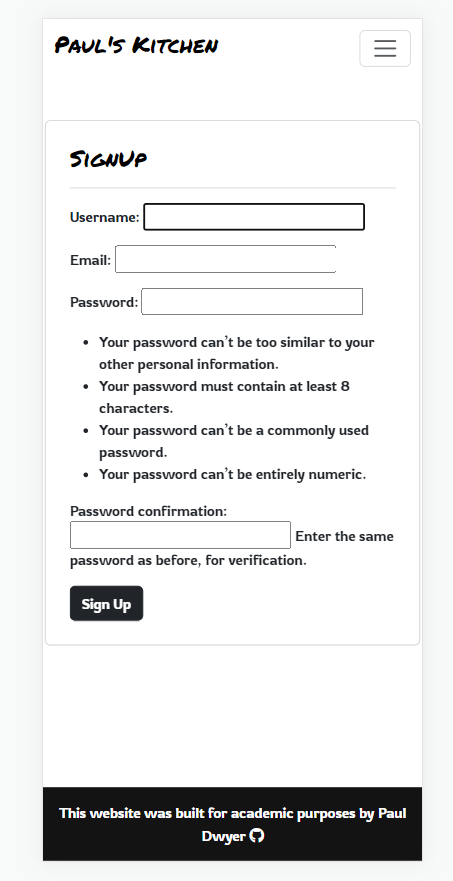 Paul's Kitchen
SignUp
Username:
Email:
Password:
Your password can't be too similar to your
other personal information.
Your password must contain at least 8
characters.
Your password can't be a commonly used
password.
Your password can't be entirely numeric.
Password confirmation:
Enter the same
password as before, for verification.
Sign Up
This website was built for academic purposes by Paul
Dwyer